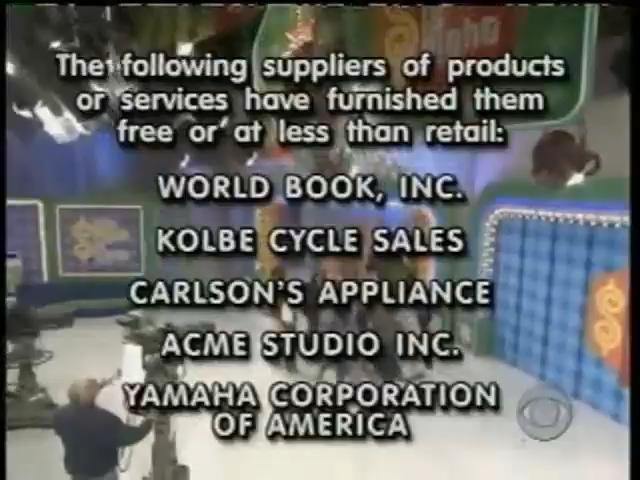 The following suppliers of products
or services have furnished them
free or at less than retail:
WORLD BOOK, INC.
KOLBE CYCLE SALES
CARLSON'S APPLIANCE
ACME STUDIO INC.
YAMAHA CORPORATION
OF AMERICA